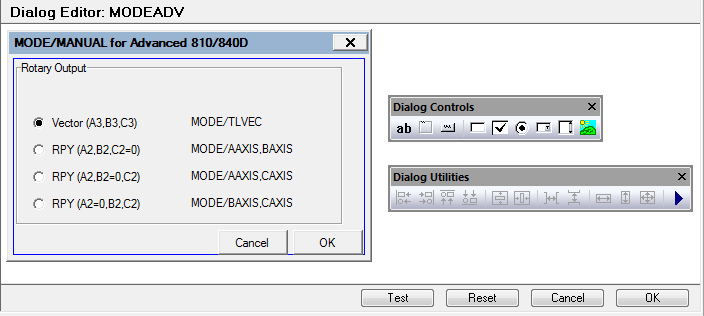 Dialog Editor: MODEADV
MODE/MANUAL for Advanced 810/840D
Rotary Output
Vector (A3,B3,C3) MODE/TLVEC
RPY (A2,B2,C2=0) MODE/AAXIS,BAXIS
RPY (A2,B2=0,C2) MODE/AAXIS,CAXIS
RPY (A2=0,B2,C2) MODE/BAXIS,CAXIS
Cancel OK
Dialog Controls
ab
Dialog Utilities
Test Reset Cancel OK